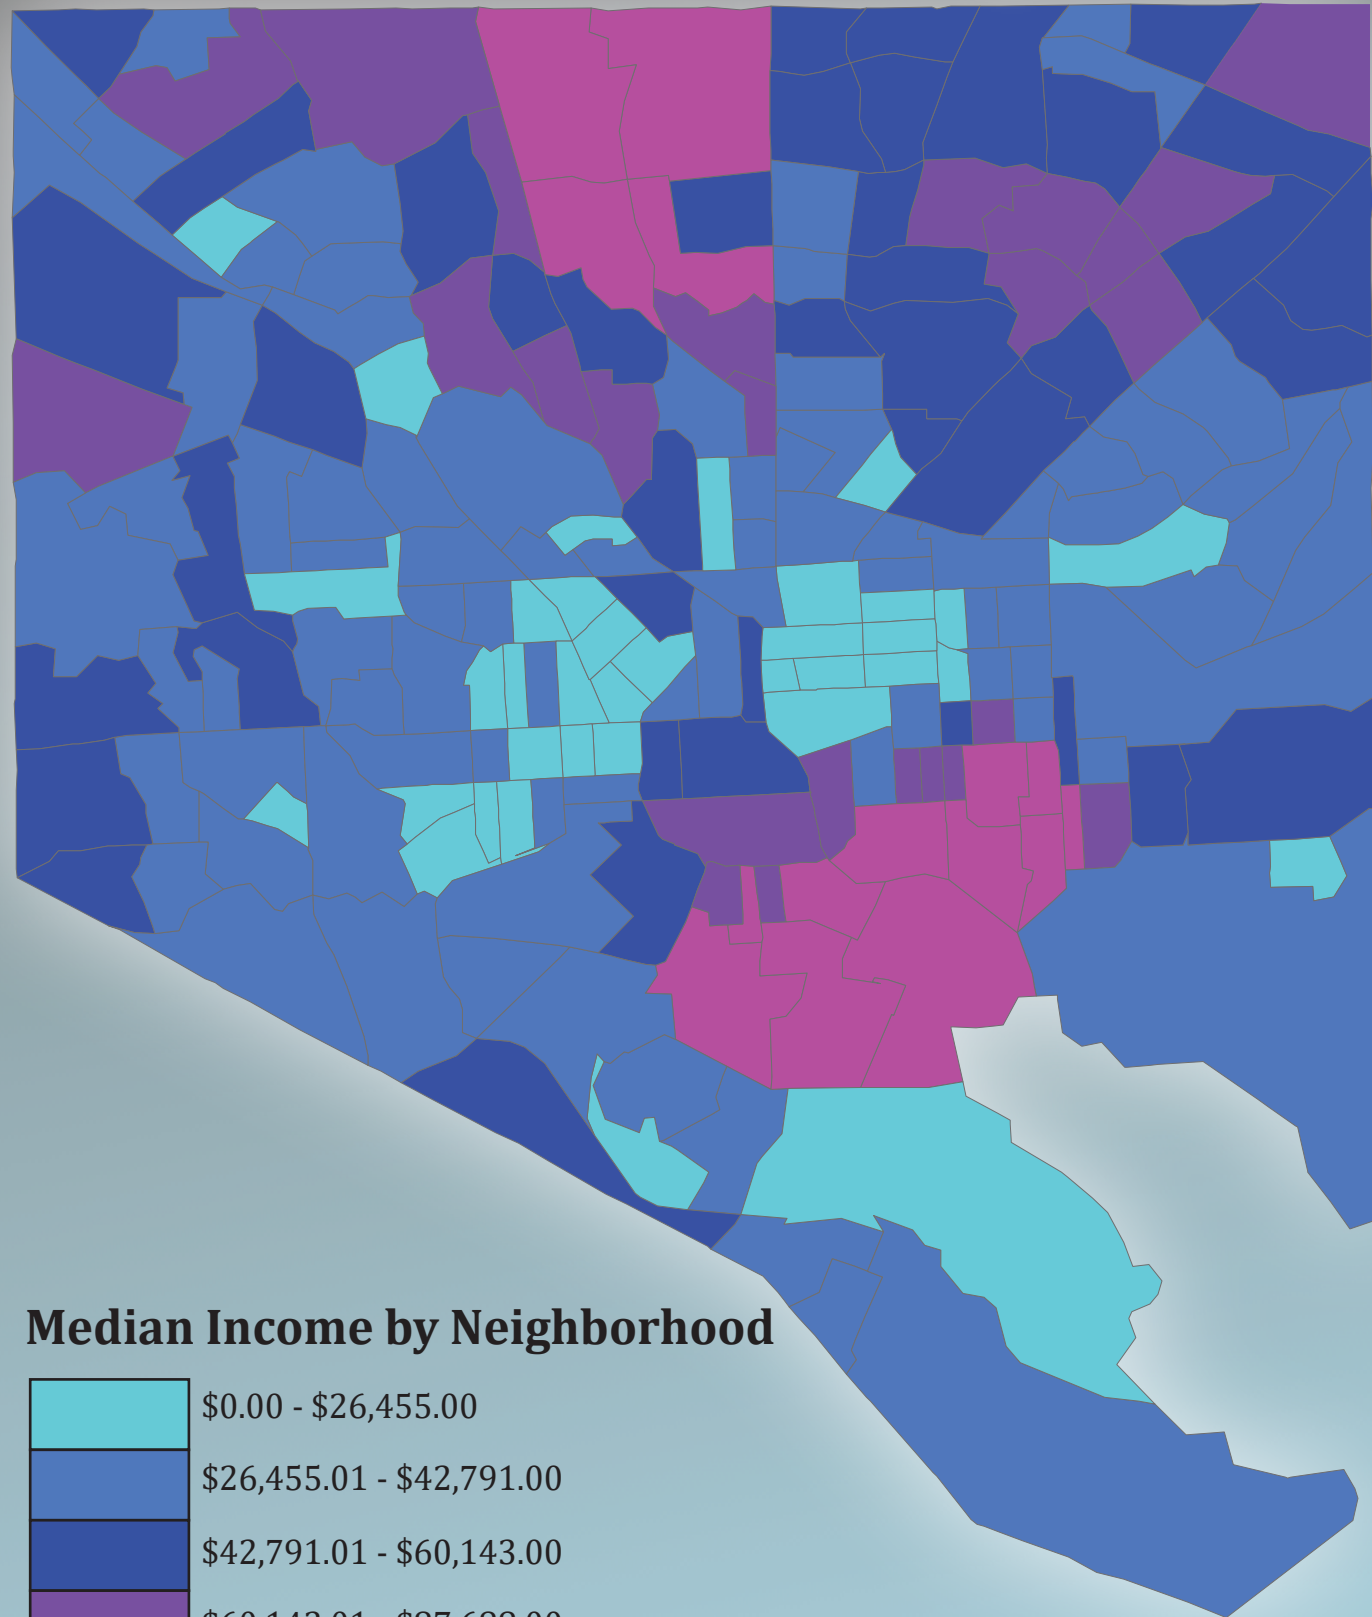 Median Income by Neighborhood
$0.00 - $26,455.00
$26,455.01 - $42,791.00
$42,791.01 - $60,143.00